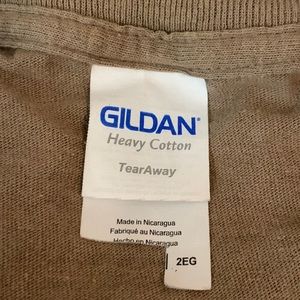 GILDAN®
Heavy Cotton
TearAway
Made in Nicaragua
Fabriqué au Nicaragua
Hecho en Nicaragua
2EG